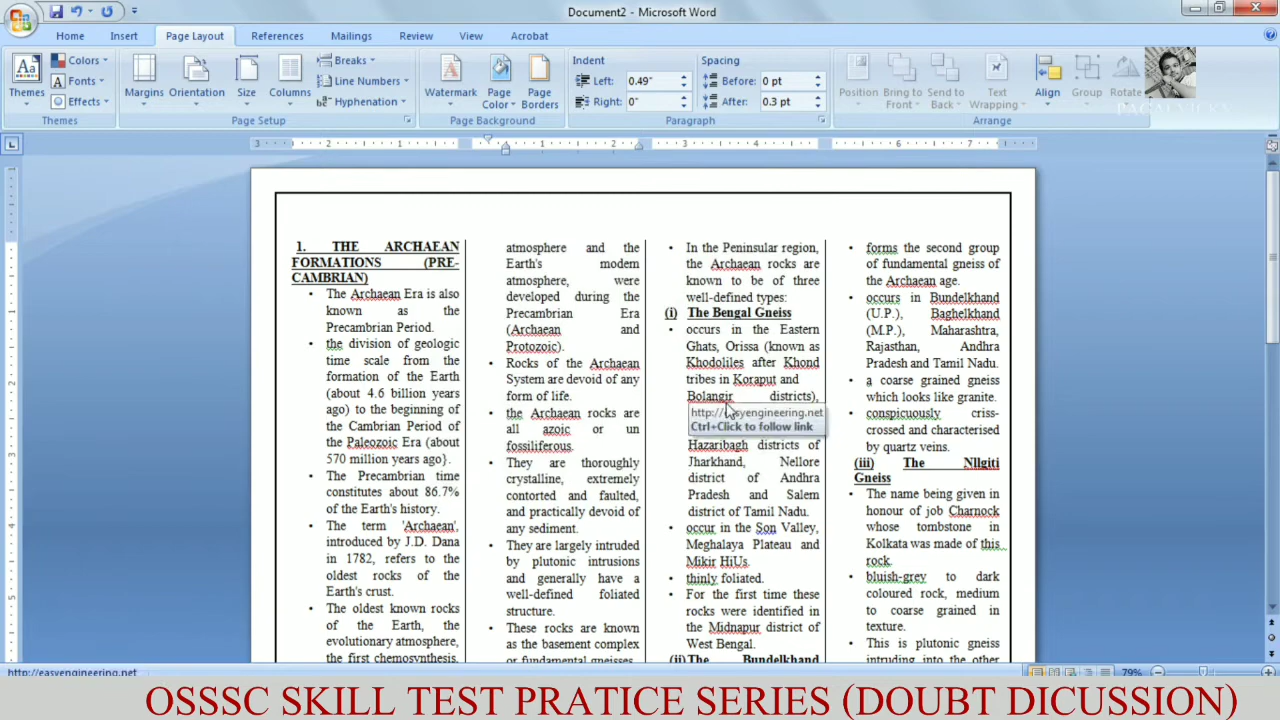 Document2 - Microsoft Word
Home Insert Page Layout References Mailings Review View Acrobat
Aa Themes
Colors
Fonts
Effects
Themes
Margins Orientation Size Columns
Breaks
Line Numbers
Hyphenation
Page Setup
Watermark Page Color Page Borders
Page Background
Indent
Left: 0.49"
Right: 0"
Spacing
Before: 0 pt
After: 0.3 pt
Paragraph
Position Bring to Front Send to Back Text Wrapping Align Group Rotate
Arrange
3 2 1 1 2 3 4 6 7
1. THE ARCHAEAN
FORMATIONS (PRE-
CAMBRIAN)
• The Archaean Era is also
known as the
Precambrian Period.
• the division of geologic
time scale from the
formation of the Earth
(about 4.6 billion years
ago) to the beginning of
the Cambrian Period of
the Paleozoic Era (about
570 million years ago}.
• The Precambrian time
constitutes about 86.7%
of the Earth's history.
• The term 'Archaean',
introduced by J.D. Dana
in 1782, refers to the
oldest rocks of the
Earth's crust.
• The oldest known rocks
of the Earth, the
evolutionary atmosphere,
the first chemosynthesis,
atmosphere and the
Earth's modem
atmosphere, were
developed during the
Precambrian Era
(Archaean and
Protozoic).
• Rocks of the Archaean
System are devoid of any
form of life.
• the Archaean rocks are
all azoic or un
fossiliferous.
• They are thoroughly
crystalline, extremely
contorted and faulted,
and practically devoid of
any sediment.
• They are largely intruded
by plutonic intrusions
and generally have a
well-defined foliated
structure.
• These rocks are known
as the basement complex
or fundamental gneisses.
• In the Peninsular region,
the Archaean rocks are
known to be of three
well-defined types:
(i) The Bengal Gneiss
• occurs in the Eastern
Ghats, Orissa (known as
Khodoliles after Khond
tribes in Koraput and
Bolangir districts),
http://easyengineering.net
Ctrl+Click to follow link
Hazaribagh districts of
Jharkhand, Nellore
district of Andhra
Pradesh and Salem
district of Tamil Nadu.
• occur in the Son Valley,
Meghalaya Plateau and
Mikir HiUs.
• thinly foliated.
• For the first time these
rocks were identified in
the Midnapur district of
West Bengal.
(ii) The Bundelkhand
• forms the second group
of fundamental gneiss of
the Archaean age.
• occurs in Bundelkhand
(U.P.), Baghelkhand
(M.P.), Maharashtra,
Rajasthan, Andhra
Pradesh and Tamil Nadu.
• a coarse grained gneiss
which looks like granite.
• conspicuously criss-
crossed and characterised
by quartz veins.
(iii) The Nllgiti
Gneiss
• The name being given in
honour of job Charnock
whose tombstone in
Kolkata was made of this
rock.
• bluish-grey to dark
coloured rock, medium
to coarse grained in
texture.
• This is plutonic gneiss
intruding into the other
http://easyengineering.net
79%
OSSSC SKILL TEST PRATICE SERIES (DOUBT DICUSSION)